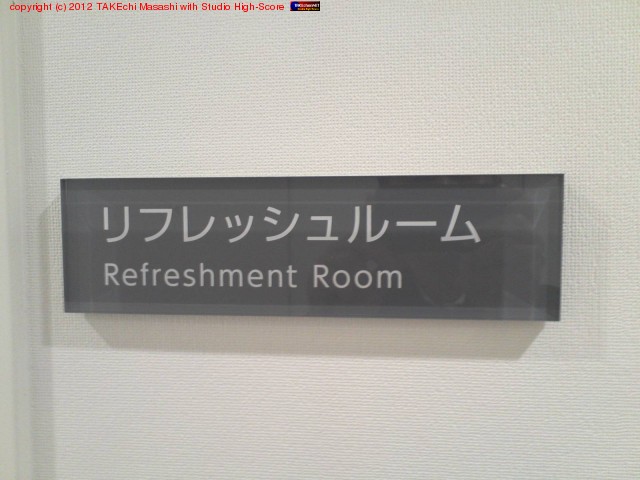 copyright (c) 2012 TAKEchi Masashi with Studio High-Score
リフレッシュルーム
Refreshment Room